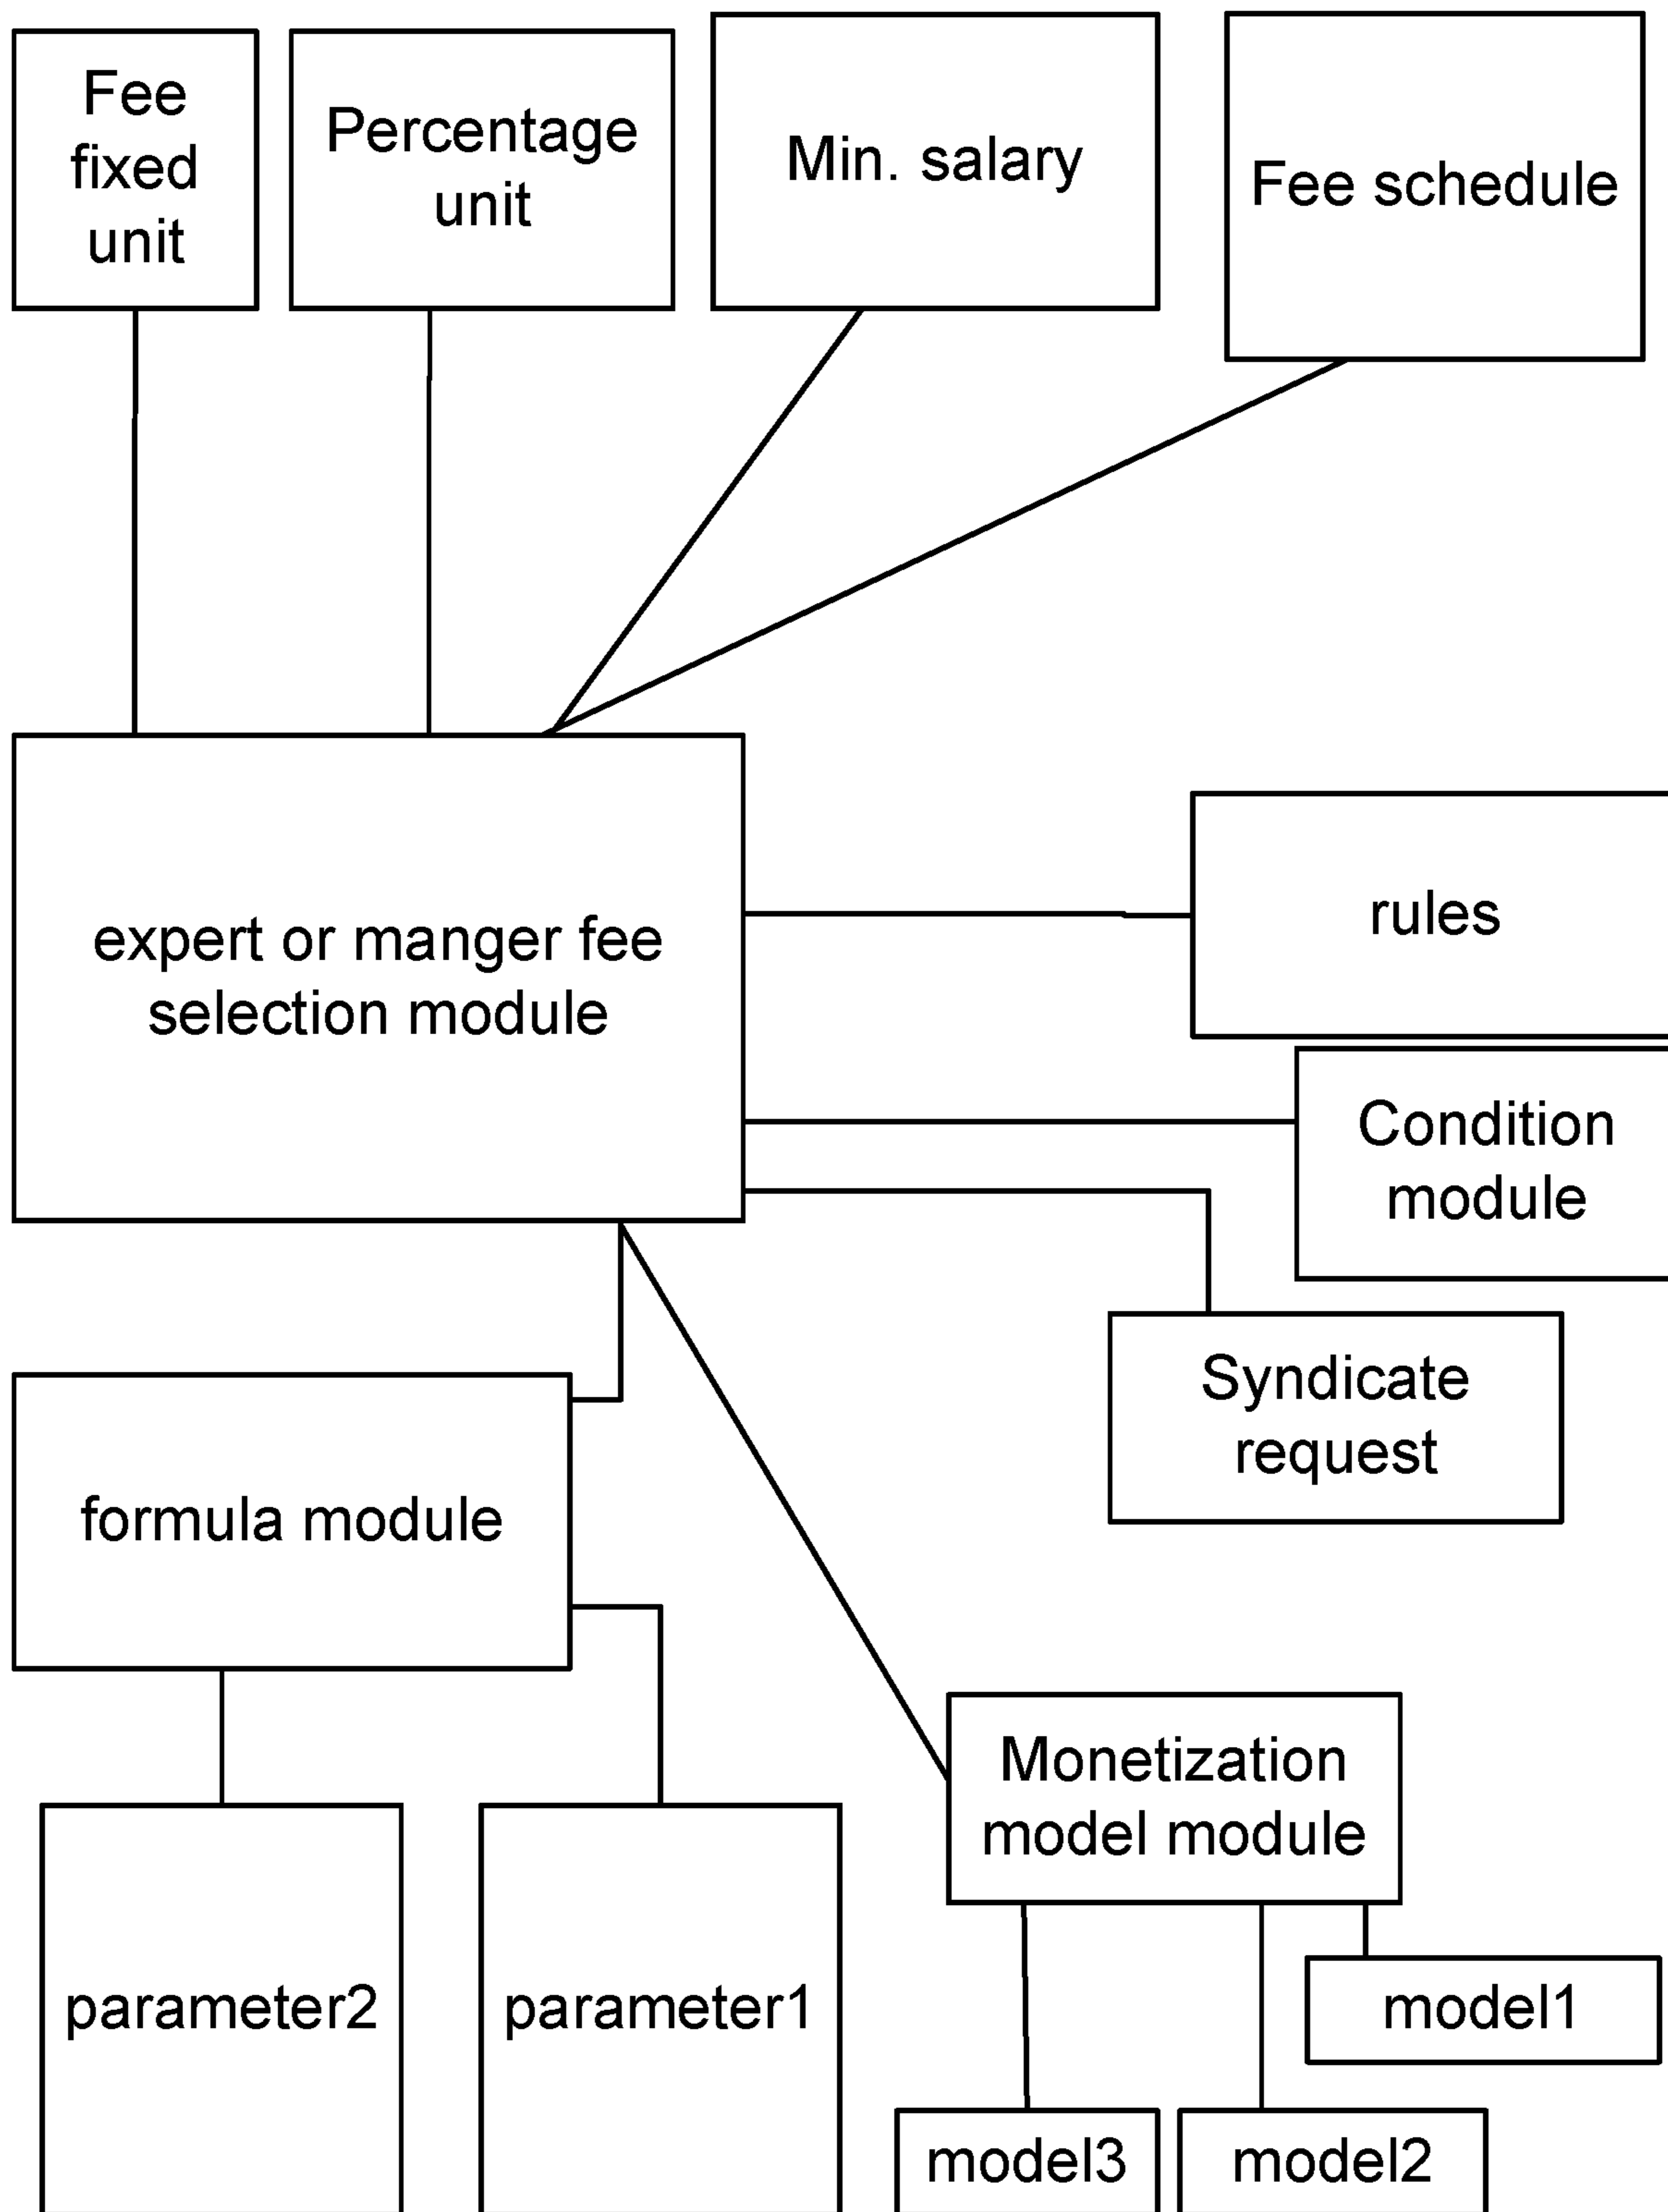 Fee
fixed
unit
Percentage
unit
Min. salary
Fee schedule
expert or manger fee
selection module
rules
Condition
module
Syndicate
request
formula module
Monetization
model module
parameter2
parameter1
model1
model3
model2